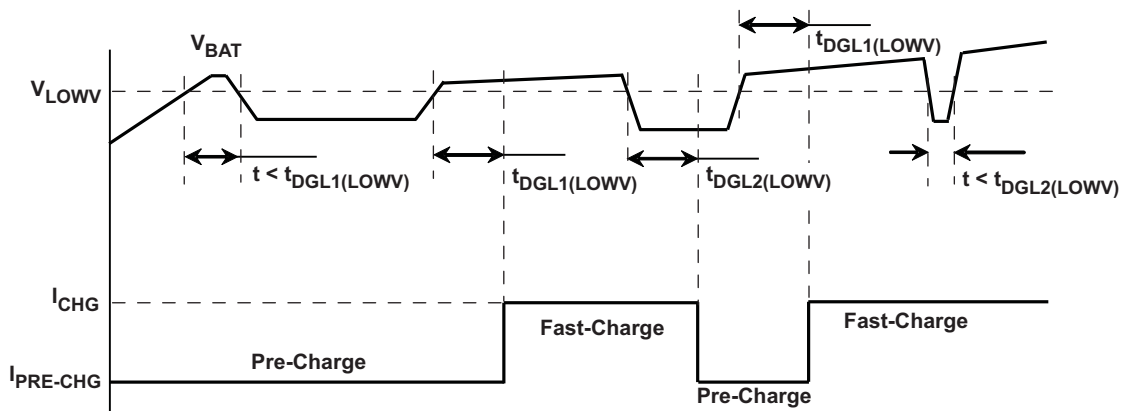 tDGL1(LOWV)
VBAT
VLOWV
t < tDGL1(LOWV)
tDGL1(LOWV)
tDGL2(LOWV)
t < tDGL2(LOWV)
ICHG
Fast-Charge
Fast-Charge
Pre-Charge
IPRE-CHG
Pre-Charge